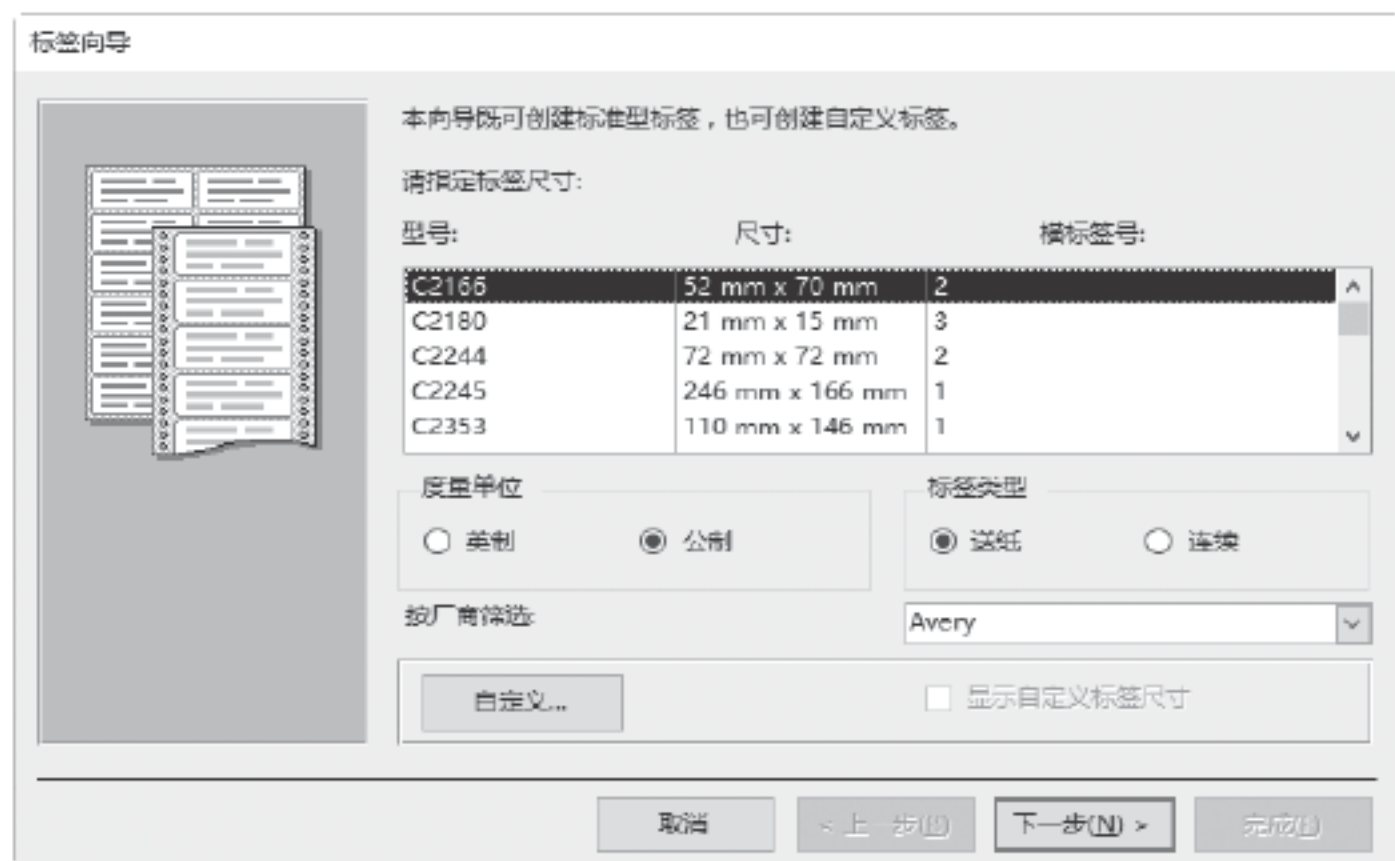 标签向导
本向导既可创建标准型标签，也可创建自定义标签。
请指定标签尺寸:
型号: 尺寸: 横标签号:
C2166 52 mm x 70 mm 2
C2180 21 mm x 15 mm 3
C2244 72 mm x 72 mm 2
C2245 246 mm x 166 mm 1
C2353 110 mm x 146 mm 1
度量单位 标签类型
英制 公制 送纸 连续
按厂商筛选: Avery
自定义... 显示自定义标签尺寸
取消 < 上一步(B) 下一步(N) > 完成(F)